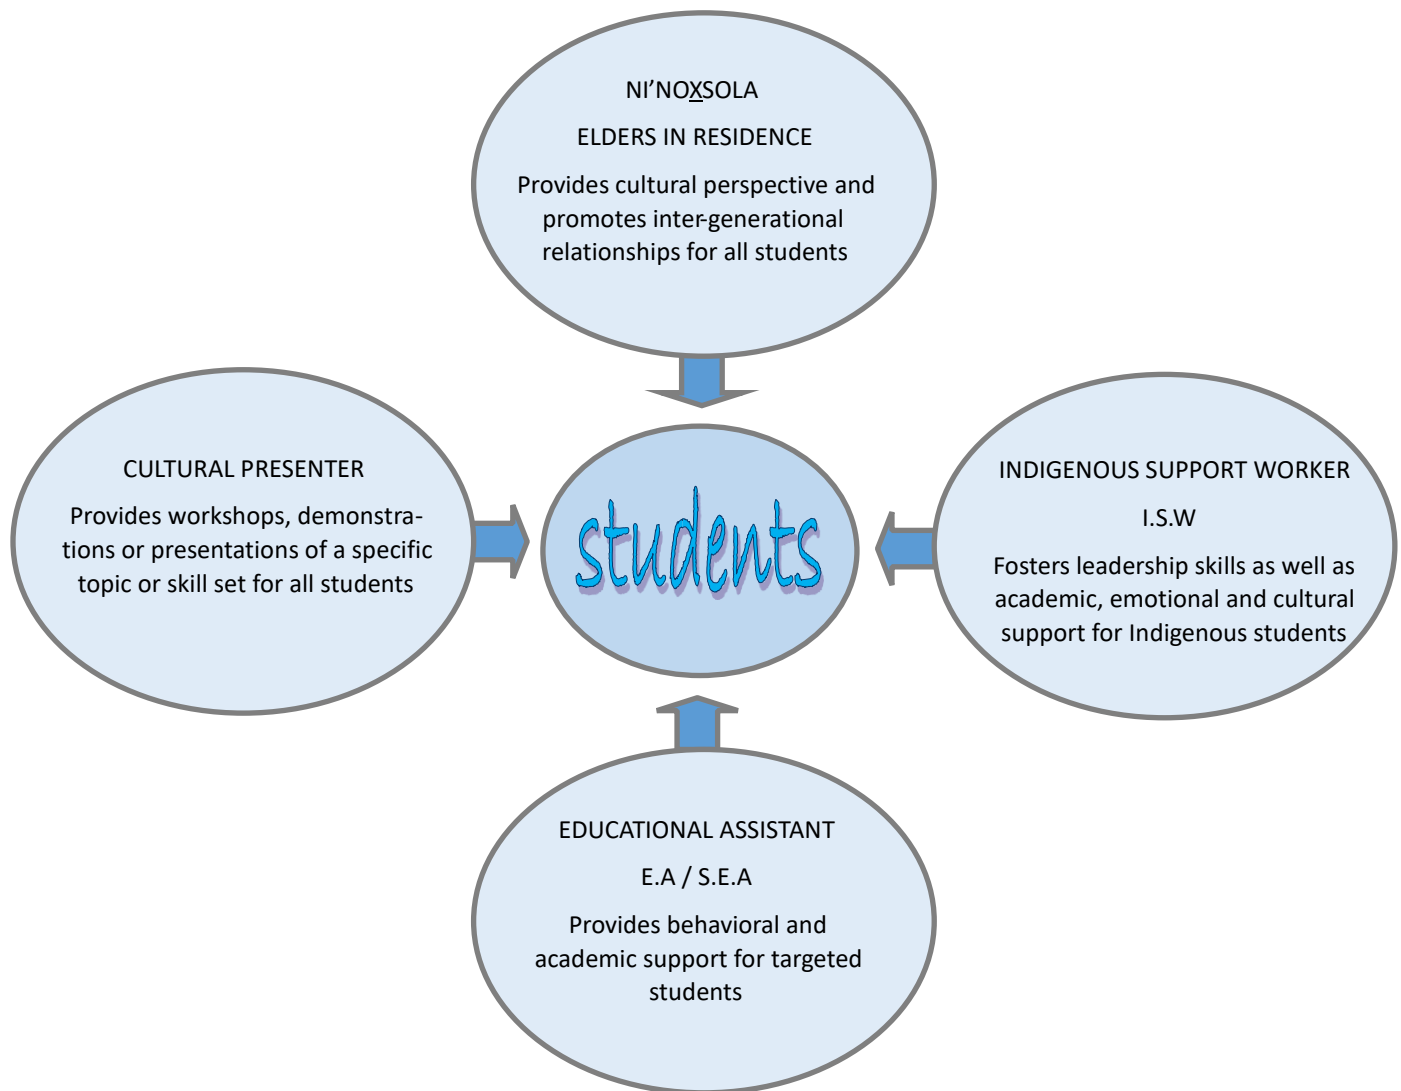 NI’NOX̲SOLA
ELDERS IN RESIDENCE
Provides cultural perspective and
promotes inter-generational
relationships for all students
CULTURAL PRESENTER
Provides workshops, demonstra-
tions or presentations of a specific
topic or skill set for all students
students
INDIGENOUS SUPPORT WORKER
I.S.W
Fosters leadership skills as well as
academic, emotional and cultural
support for Indigenous students
EDUCATIONAL ASSISTANT
E.A / S.E.A
Provides behavioral and
academic support for targeted
students